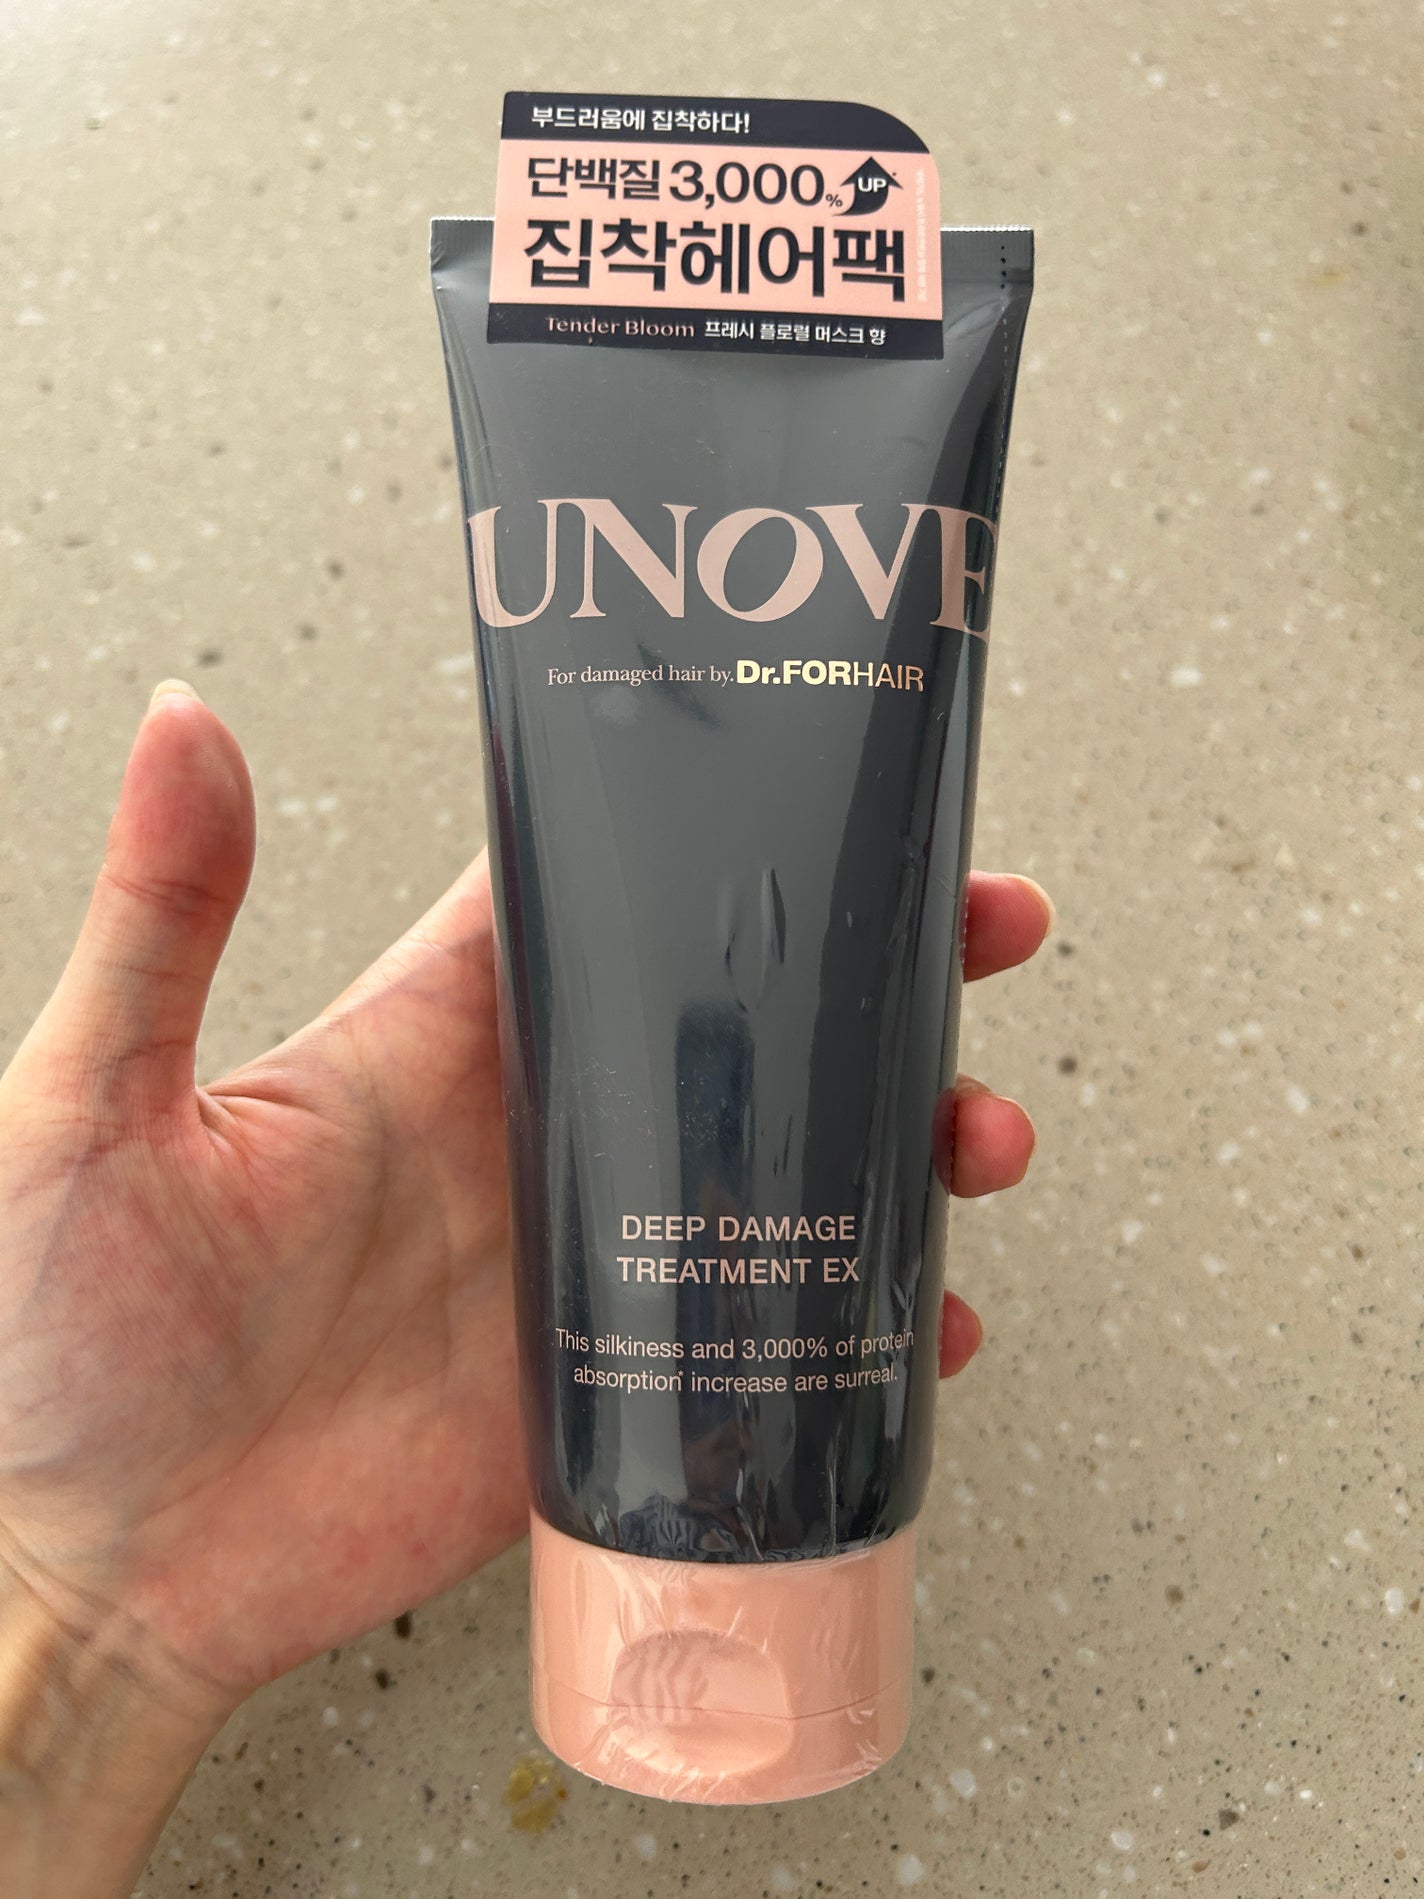 부드러움에 집착하다!
단백질 3,000% UP
집착헤어팩
Tender Bloom 프레시 플로럴 머스크 향
UNOVE
For damaged hair by. Dr.FORHAIR
DEEP DAMAGE
TREATMENT EX
This silkiness and 3,000% of protein
absorption* increase are surreal.